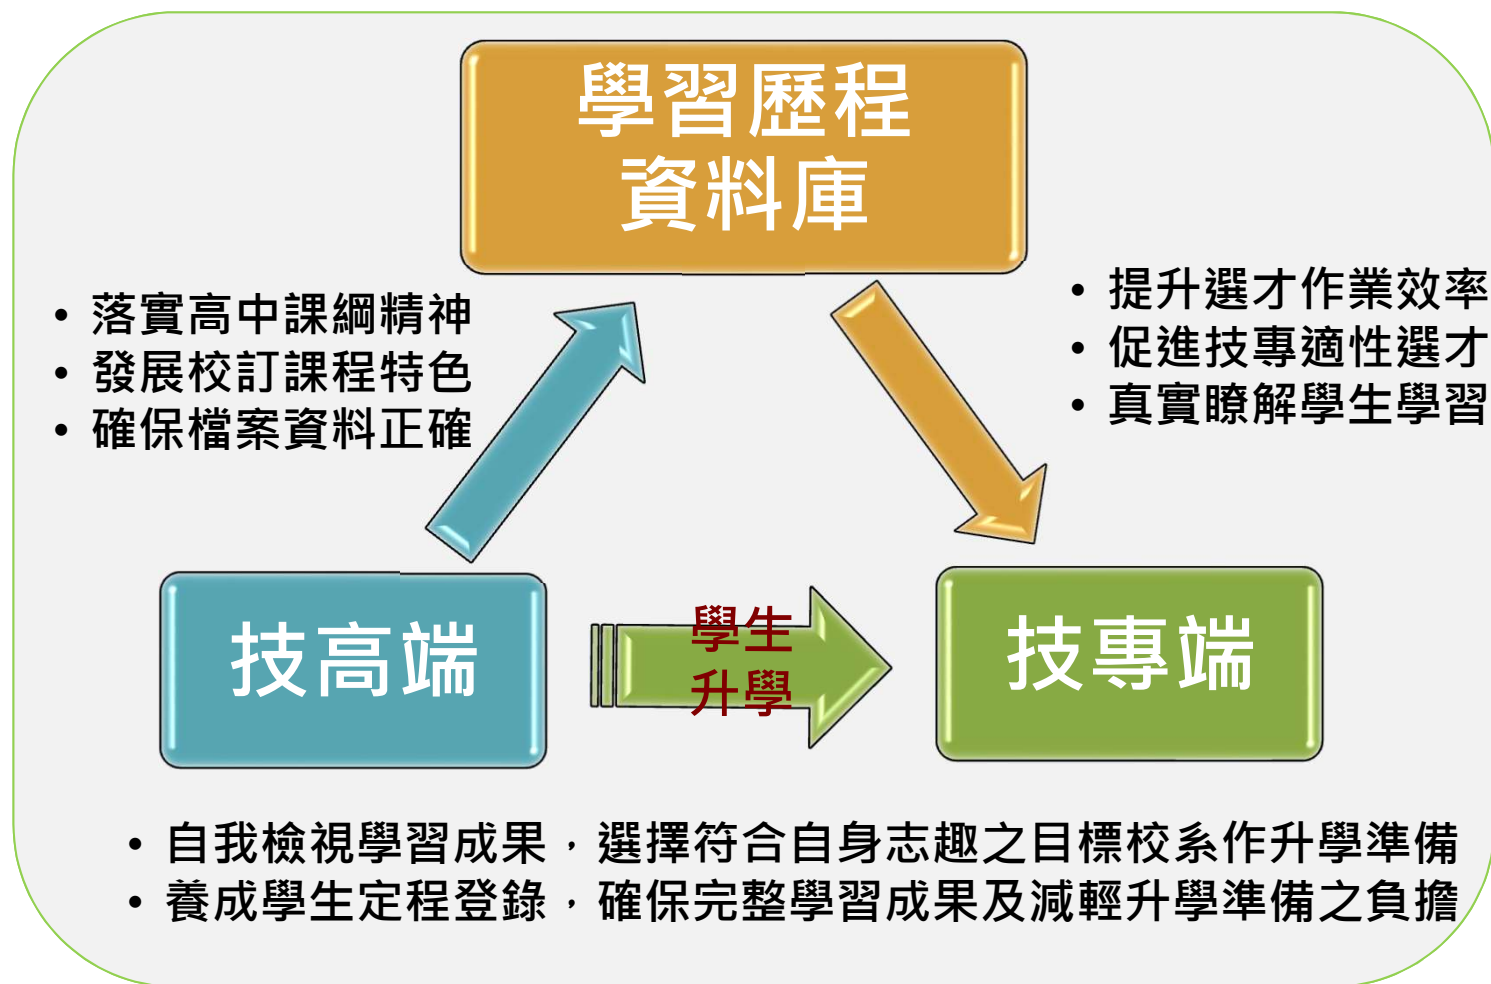 學習歷程
資料庫
• 落實高中課綱精神
• 發展校訂課程特色
• 確保檔案資料正確
• 提升選才作業效率
• 促進技專適性選才
• 真實瞭解學生學習
技高端
學生
升學
技專端
• 自我檢視學習成果，選擇符合自身志趣之目標校系作升學準備
• 養成學生定程登錄，確保完整學習成果及減輕升學準備之負擔